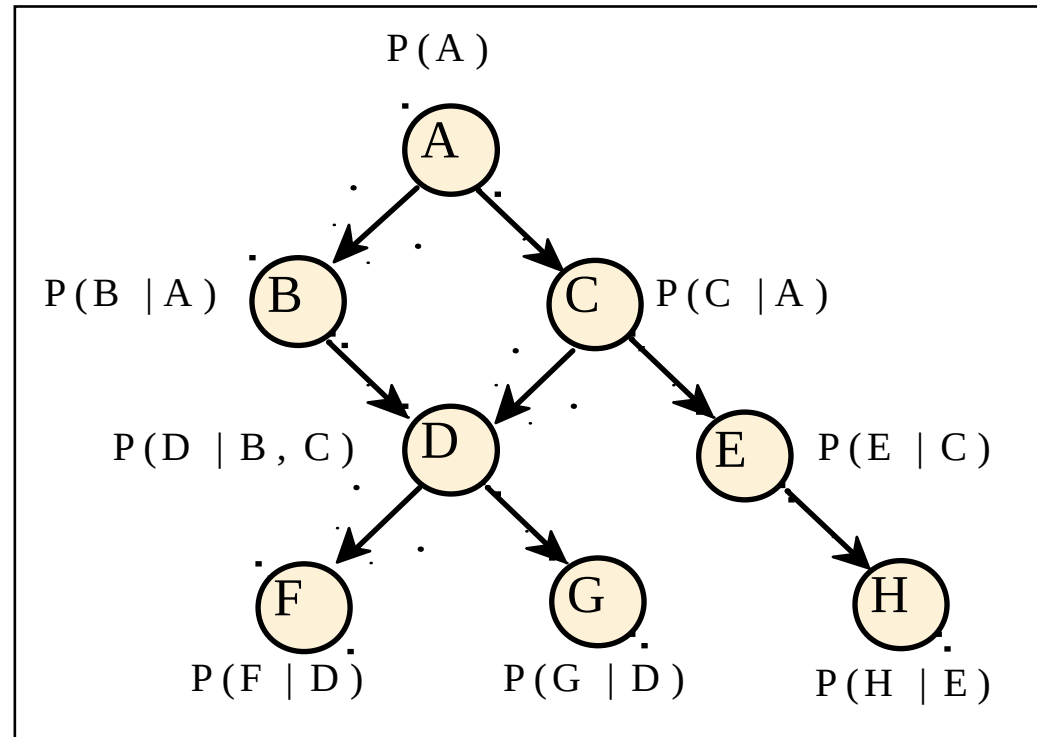 P(A)
A
P(B | A)
B
C
P(C | A)
P(D | B, C)
D
E
P(E | C)
F
G
H
P(F | D)
P(G | D)
P(H | E)